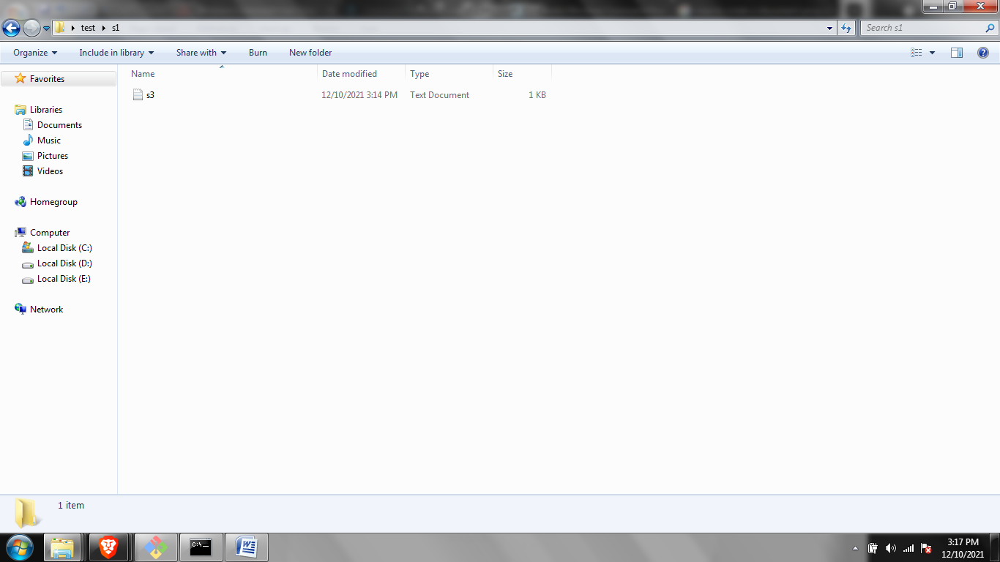 test s1
Search s1
Organize Include in library Share with Burn New folder
Name Date modified Type Size
s3 12/10/2021 3:14 PM Text Document 1 KB
Favorites
Libraries
Documents
Music
Pictures
Videos
Homegroup
Computer
Local Disk (C:)
Local Disk (D:)
Local Disk (E:)
Network
1 item
C:\_
W
3:17 PM
12/10/2021